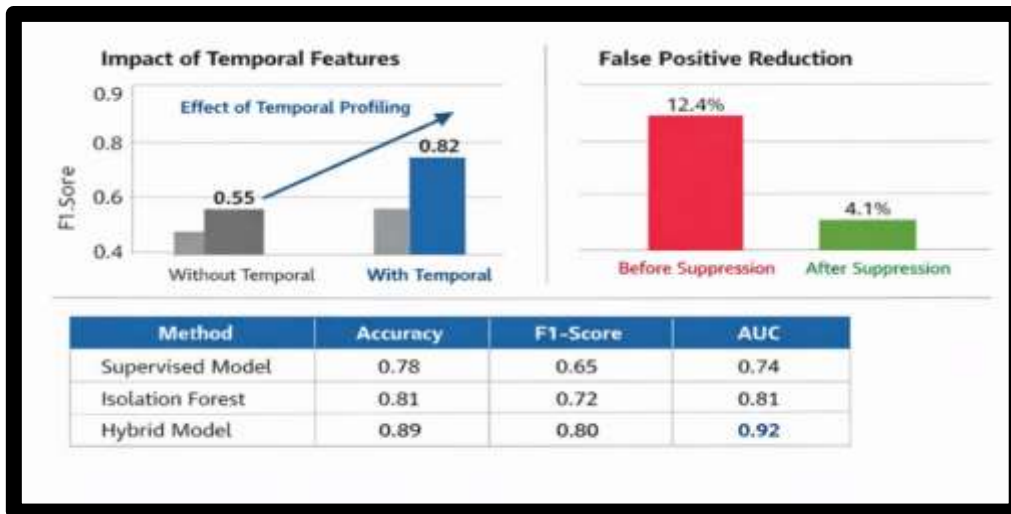 Impact of Temporal Features
0.9
0.8
0.6
0.4
F1.Sore
Effect of Temporal Profiling
0.55
0.82
Without Temporal
With Temporal
False Positive Reduction
12.4%
4.1%
Before Suppression
After Suppression
Method Accuracy F1-Score AUC
Supervised Model 0.78 0.65 0.74
Isolation Forest 0.81 0.72 0.81
Hybrid Model 0.89 0.80 0.92